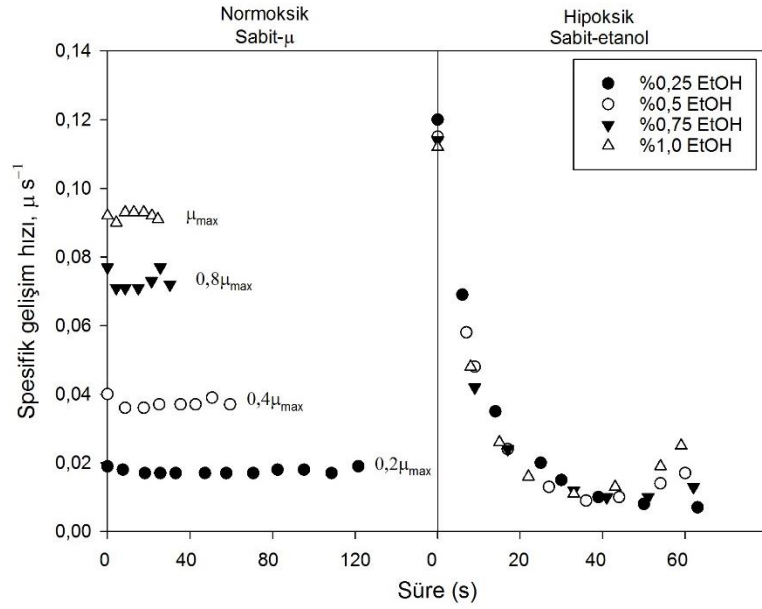 Normoksik
Sabit-μ
Hipoksik
Sabit-etanol
0,14
0,12
0,10
0,08
0,06
0,04
0,02
0,00
Spesifik gelişim hızı, μ s⁻¹
μmax
0,8μmax
0,4μmax
0,2μmax
%0,25 EtOH
%0,5 EtOH
%0,75 EtOH
%1,0 EtOH
0 40 80 120 0 20 40 60
Süre (s)